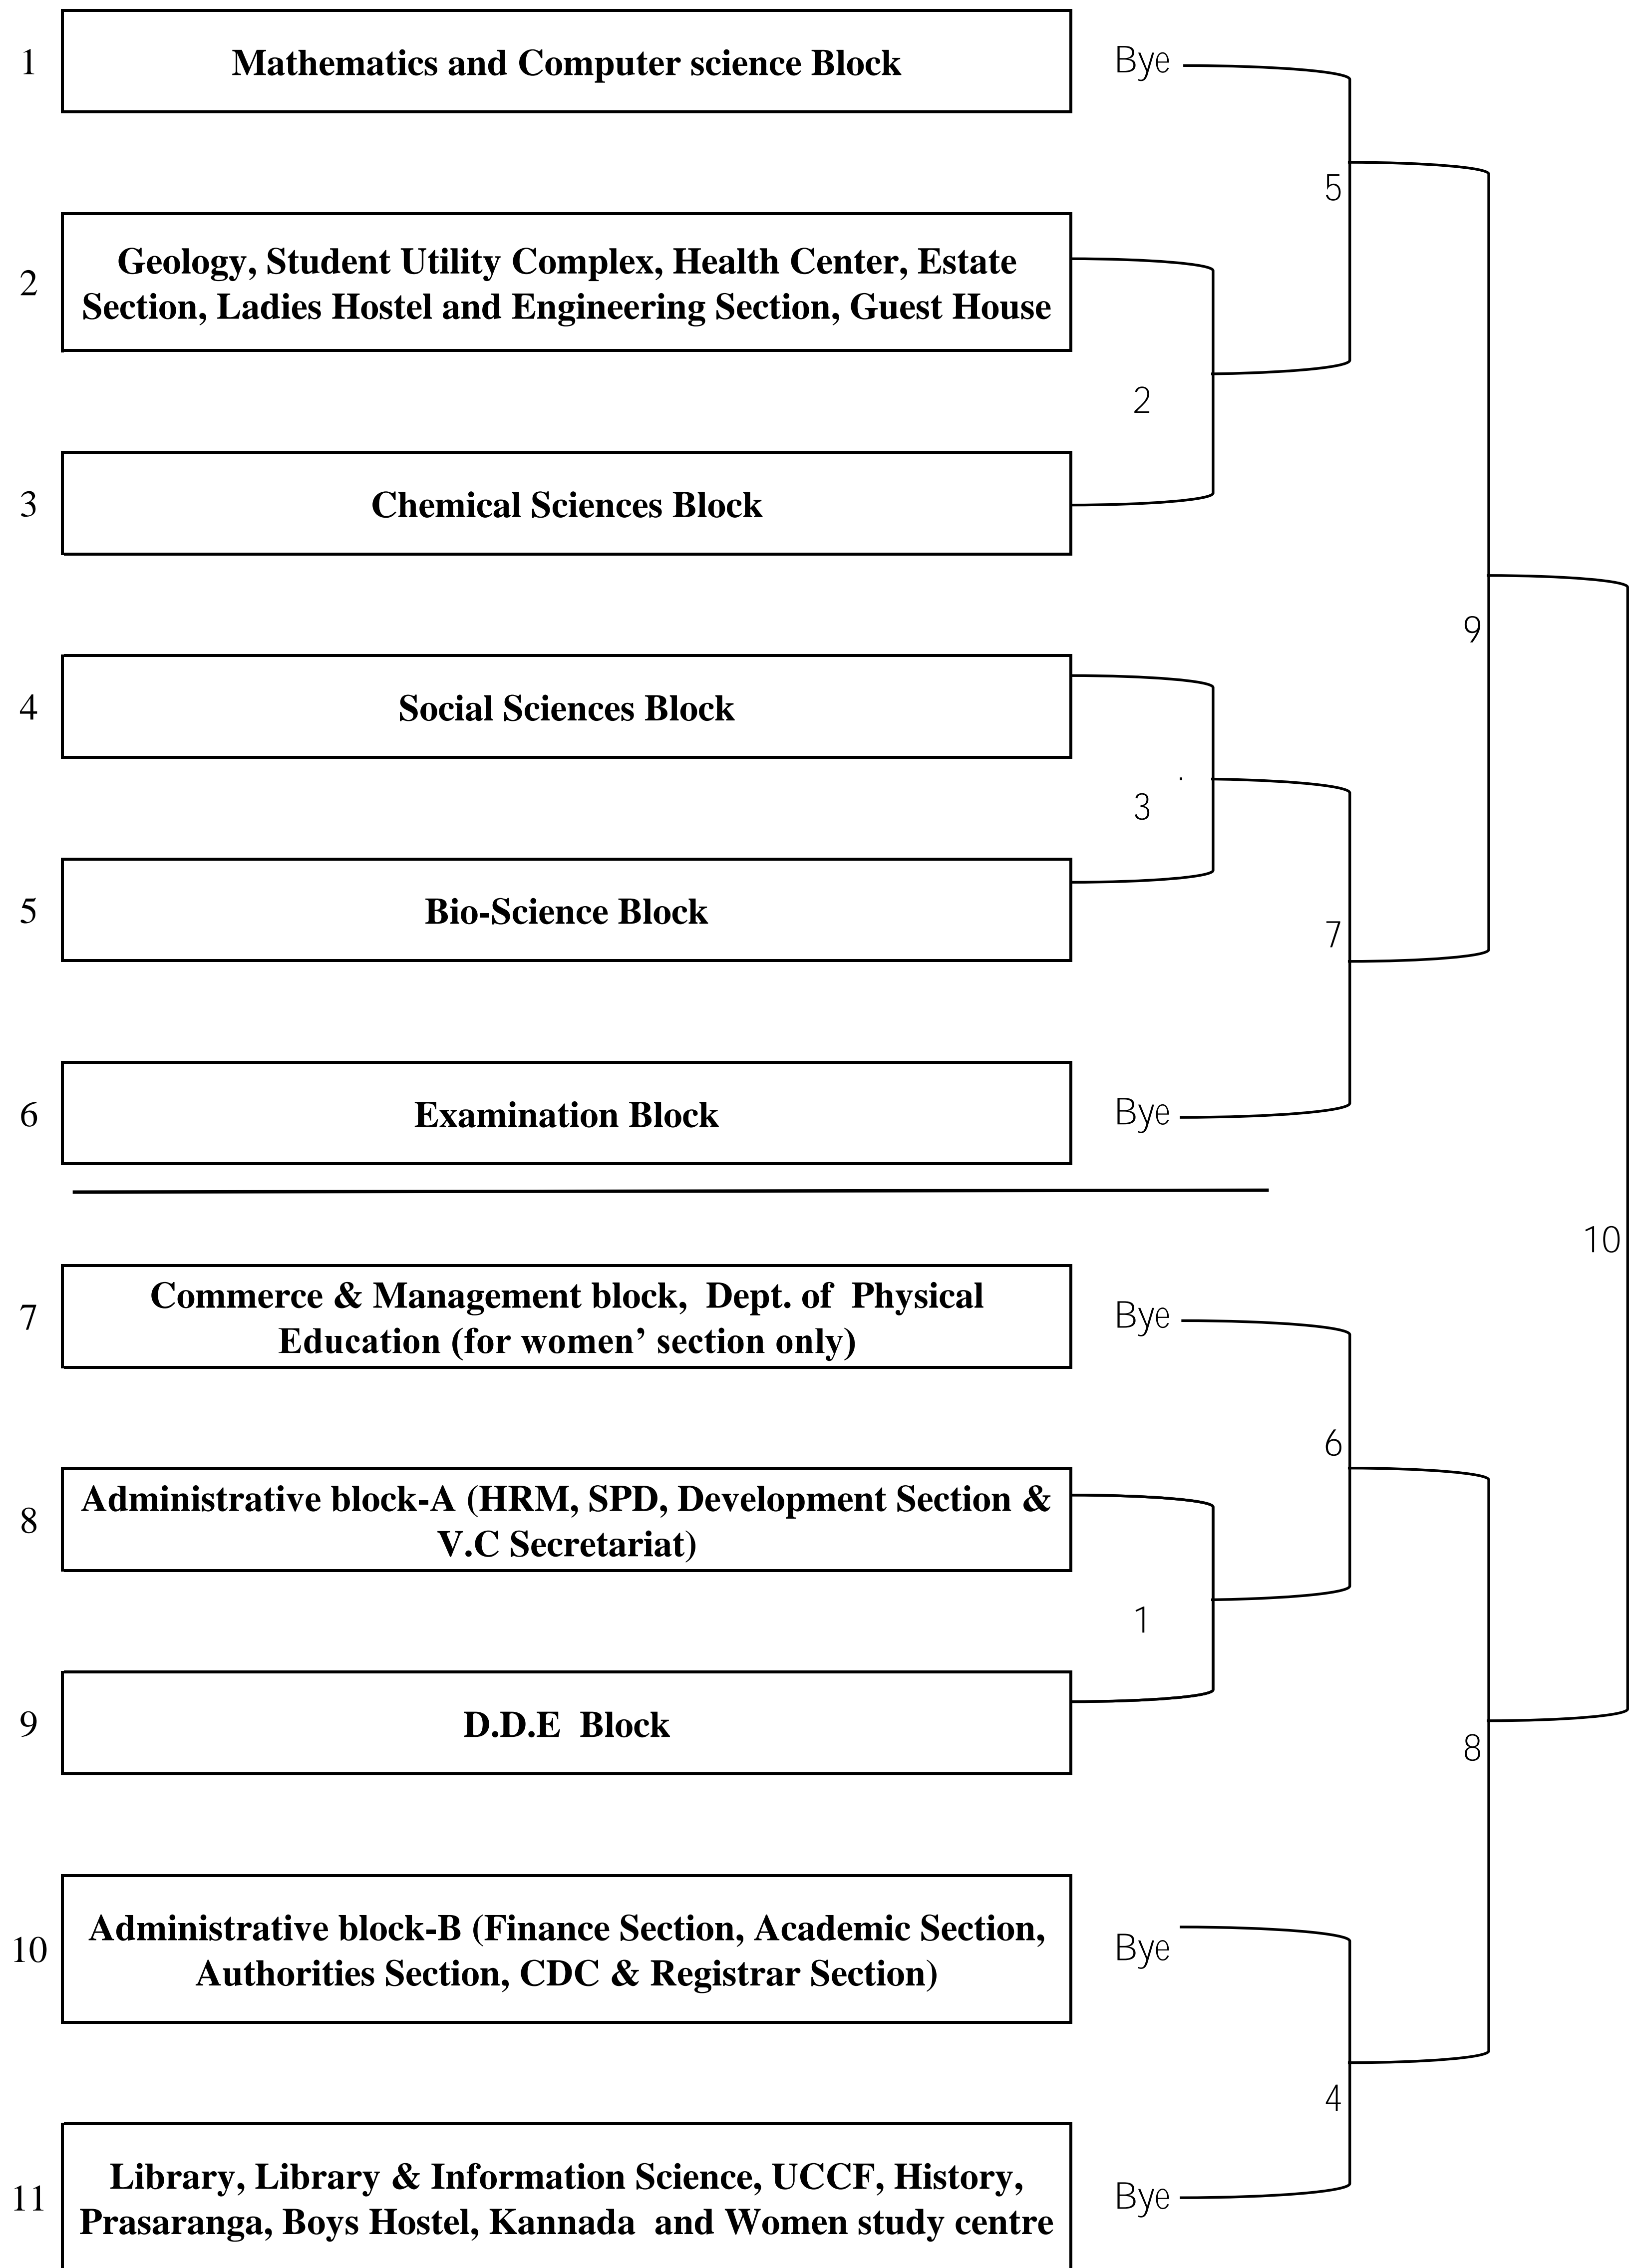 1 Mathematics and Computer science Block Bye
5
2 Geology, Student Utility Complex, Health Center, Estate
Section, Ladies Hostel and Engineering Section, Guest House
2
3 Chemical Sciences Block
9
4 Social Sciences Block
3
5 Bio-Science Block
7
6 Examination Block Bye
10
7 Commerce & Management block, Dept. of Physical Bye
Education (for women' section only)
6
8 Administrative block-A (HRM, SPD, Development Section &
V.C Secretariat)
1
9 D.D.E Block
8
10 Administrative block-B (Finance Section, Academic Section, Bye
Authorities Section, CDC & Registrar Section)
4
11 Library, Library & Information Science, UCCF, History, Bye
Prasaranga, Boys Hostel, Kannada and Women study centre